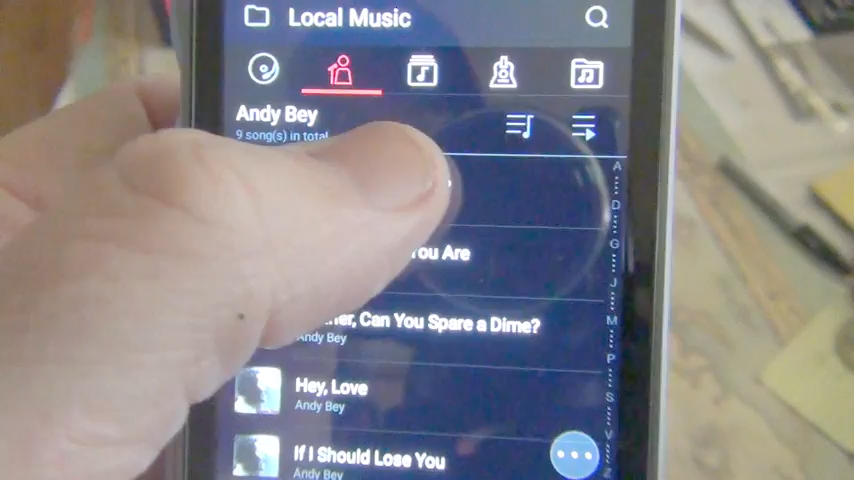 Local Music
Andy Bey
9 song(s) in total
A
D
You Are
G
J
Can You Spare a Dime?
M
Andy Bey
P
Hey, Love
S
Andy Bey
V
If I Should Lose You
Z
Andy Bey